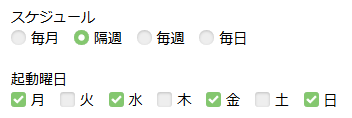 スケジュール
毎月 隔週 毎週 毎日
起動曜日
月 火 水 木 金 土 日